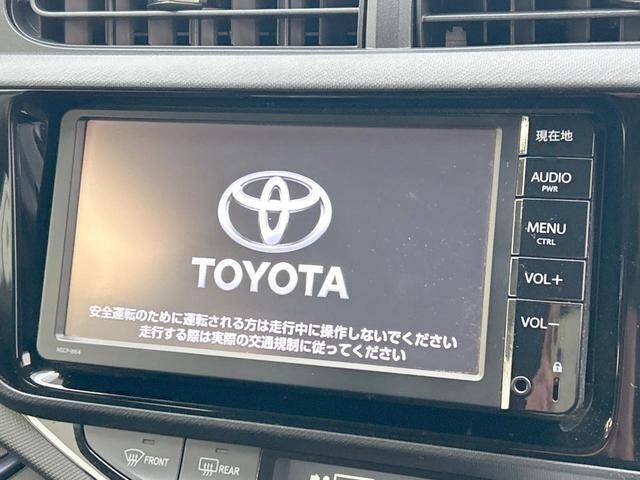 現在地
AUDIO
PWR
MENU
CTRL
VOL+
VOL−
TOYOTA
安全運転のために運転される方は走行中に操作しないでください
走行する際は実際の交通規制に従ってください
NSCP-W64
FRONT
REAR